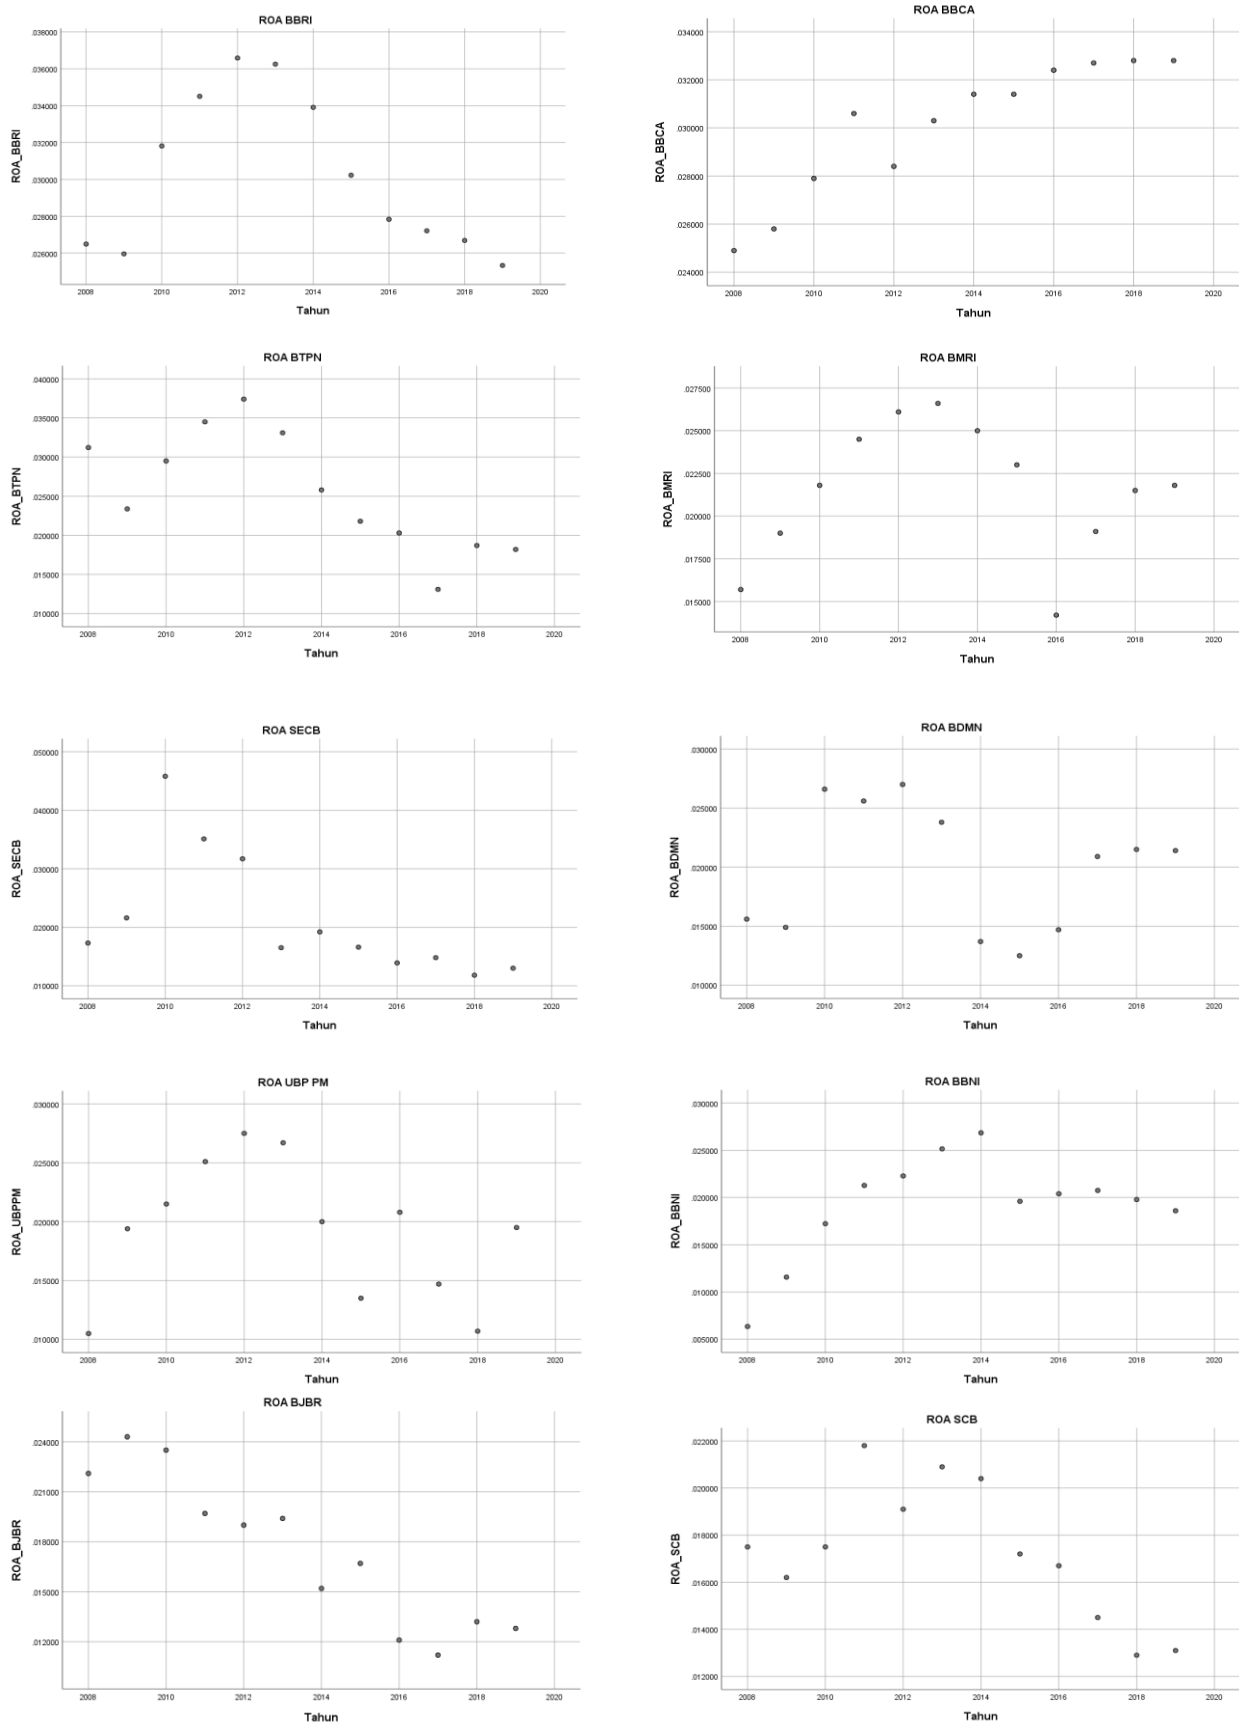 ROA BBRI
.038000
.036000
.034000
.032000
.030000
.028000
.026000
ROA_BBRI
2008 2010 2012 2014 2016 2018 2020
Tahun
ROA BBCA
.034000
.032000
.030000
.028000
.026000
.024000
ROA_BBCA
2008 2010 2012 2014 2016 2018 2020
Tahun
ROA BTPN
.040000
.035000
.030000
.025000
.020000
.015000
.010000
ROA_BTPN
2008 2010 2012 2014 2016 2018 2020
Tahun
ROA BMRI
.027500
.025000
.022500
.020000
.017500
.015000
ROA_BMRI
2008 2010 2012 2014 2016 2018 2020
Tahun
ROA SECB
.050000
.040000
.030000
.020000
.010000
ROA_SECB
2008 2010 2012 2014 2016 2018 2020
Tahun
ROA BDMN
.030000
.025000
.020000
.015000
.010000
ROA_BDMN
2008 2010 2012 2014 2016 2018 2020
Tahun
ROA UBP PM
.030000
.025000
.020000
.015000
.010000
ROA_UBPPM
2008 2010 2012 2014 2016 2018 2020
Tahun
ROA BBNI
.030000
.025000
.020000
.015000
.010000
.005000
ROA_BBNI
2008 2010 2012 2014 2016 2018 2020
Tahun
ROA BJBR
.024000
.021000
.018000
.015000
.012000
ROA_BJBR
2008 2010 2012 2014 2016 2018 2020
Tahun
ROA SCB
.022000
.020000
.018000
.016000
.014000
.012000
ROA_SCB
2008 2010 2012 2014 2016 2018 2020
Tahun